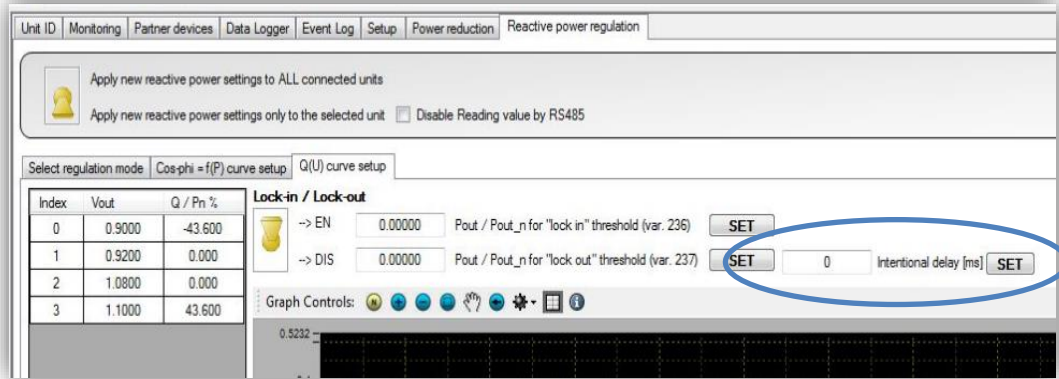 Unit ID Monitoring Partner devices Data Logger Event Log Setup Power reduction Reactive power regulation
Apply new reactive power settings to ALL connected units
Apply new reactive power settings only to the selected unit Disable Reading value by RS485
Select regulation mode Cos-phi = f(P) curve setup Q(U) curve setup
Index Vout Q / Pn %
0 0.9000 -43.600
1 0.9200 0.000
2 1.0800 0.000
3 1.1000 43.600
Lock-in / Lock-out
--> EN 0.00000 Pout / Pout_n for "lock in" threshold (var. 236) SET
--> DIS 0.00000 Pout / Pout_n for "lock out" threshold (var. 237) SET 0 Intentional delay [ms] SET
Graph Controls: N
0.5232